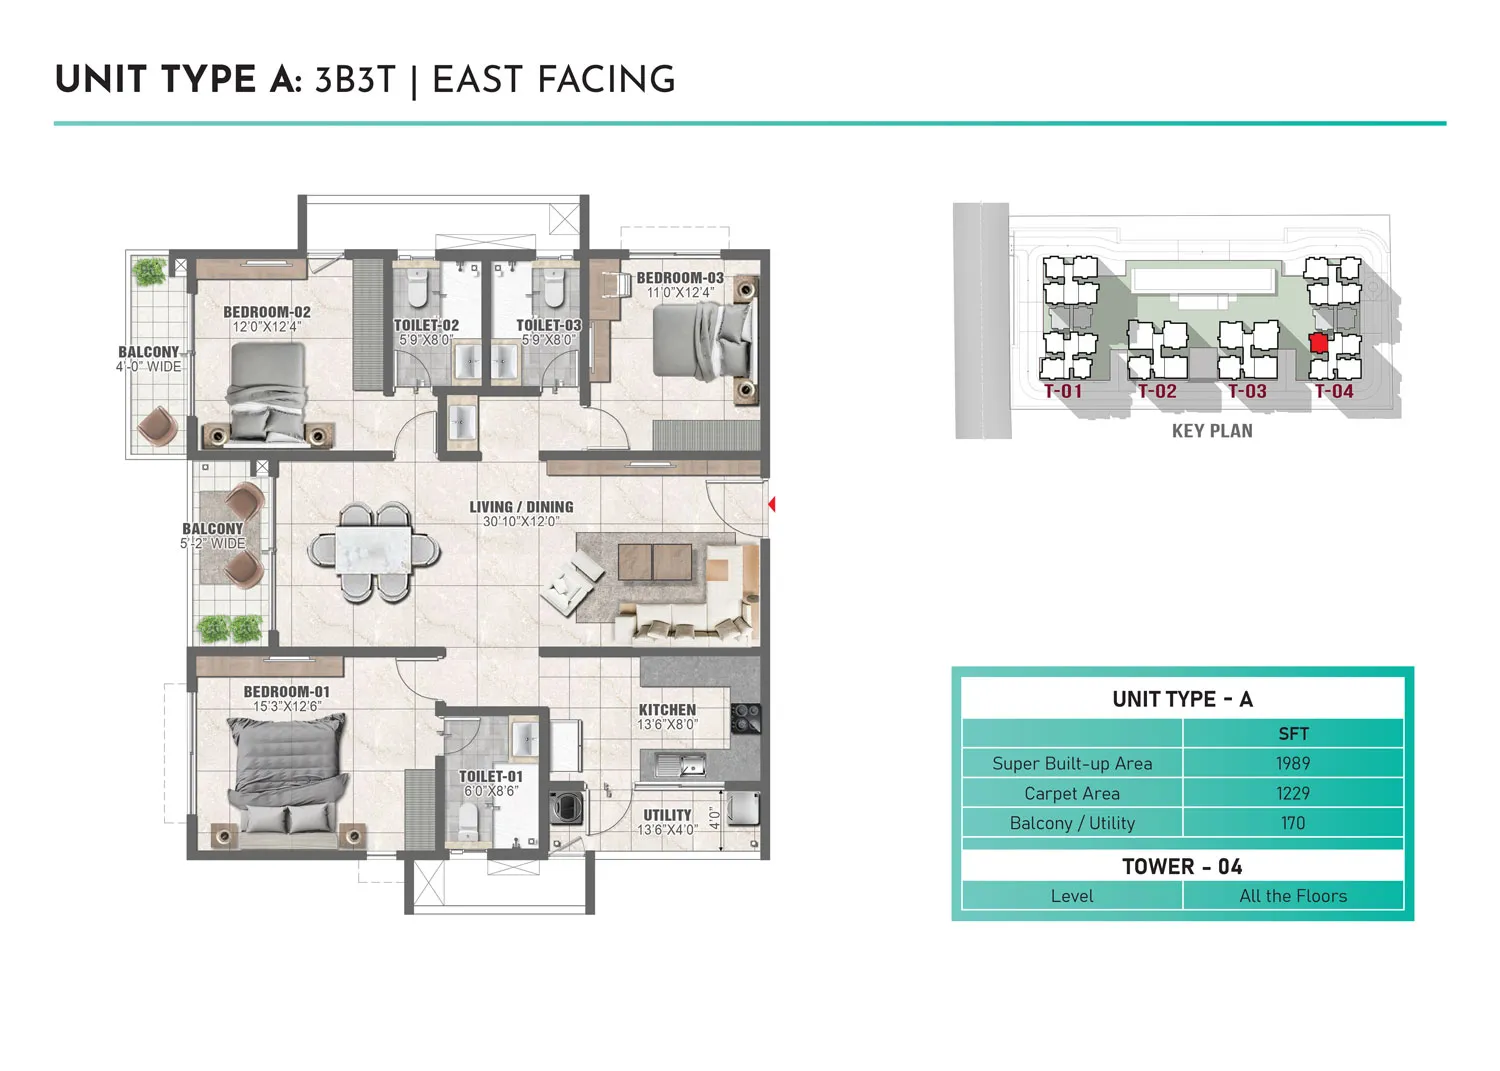 UNIT TYPE A: 3B3T | EAST FACING
BEDROOM-02
12'0"X12'4"
TOILET-02
5'9"X8'0"
TOILET-03
5'9"X8'0"
BEDROOM-03
11'0"X12'4"
BALCONY
4'-0" WIDE
LIVING / DINING
30'10"X12'0"
BALCONY
5'-2" WIDE
BEDROOM-01
15'3"X12'6"
TOILET-01
6'0"X8'6"
KITCHEN
13'6"X8'0"
UTILITY
13'6"X4'0"
4'0"
T-01
T-02
T-03
T-04
KEY PLAN
UNIT TYPE - A
SFT
Super Built-up Area 1989
Carpet Area 1229
Balcony / Utility 170
TOWER - 04
Level All the Floors